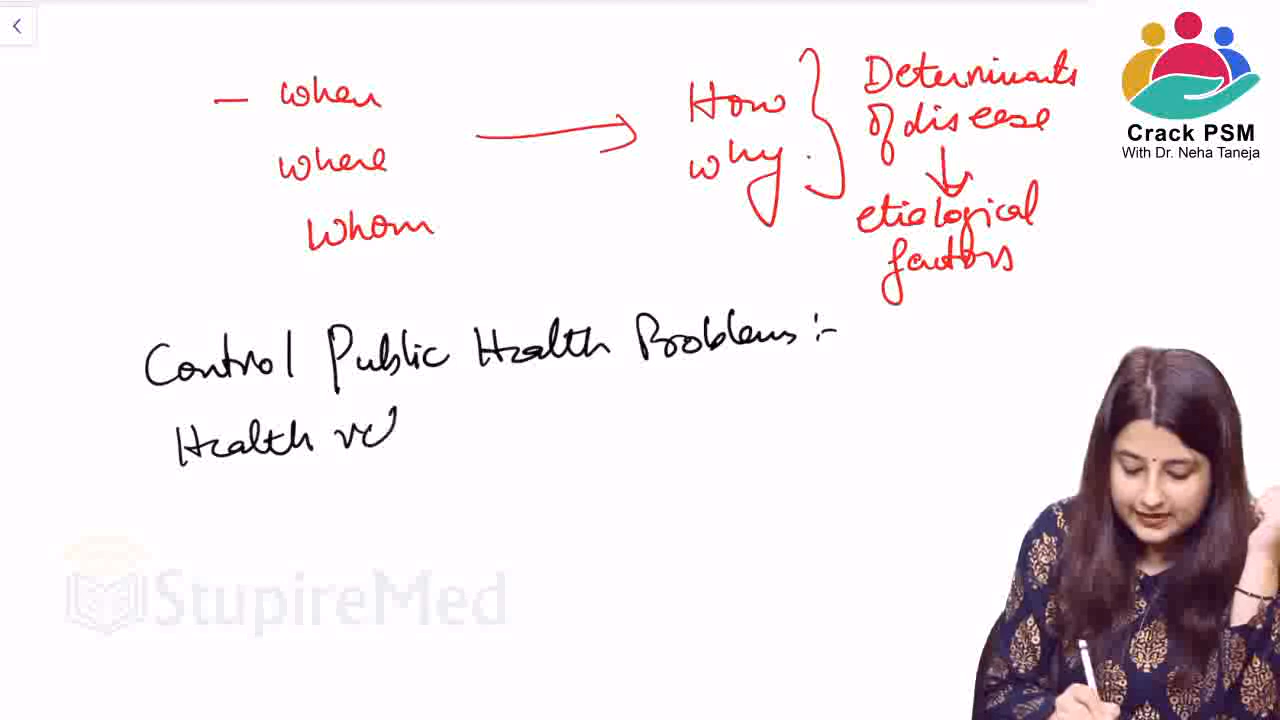 — when
where
whom
How
why
Determinants
of disease
etiological
factors
Control Public Health Problems :-
Health
Crack PSM
With Dr. Neha Taneja
StupireMed